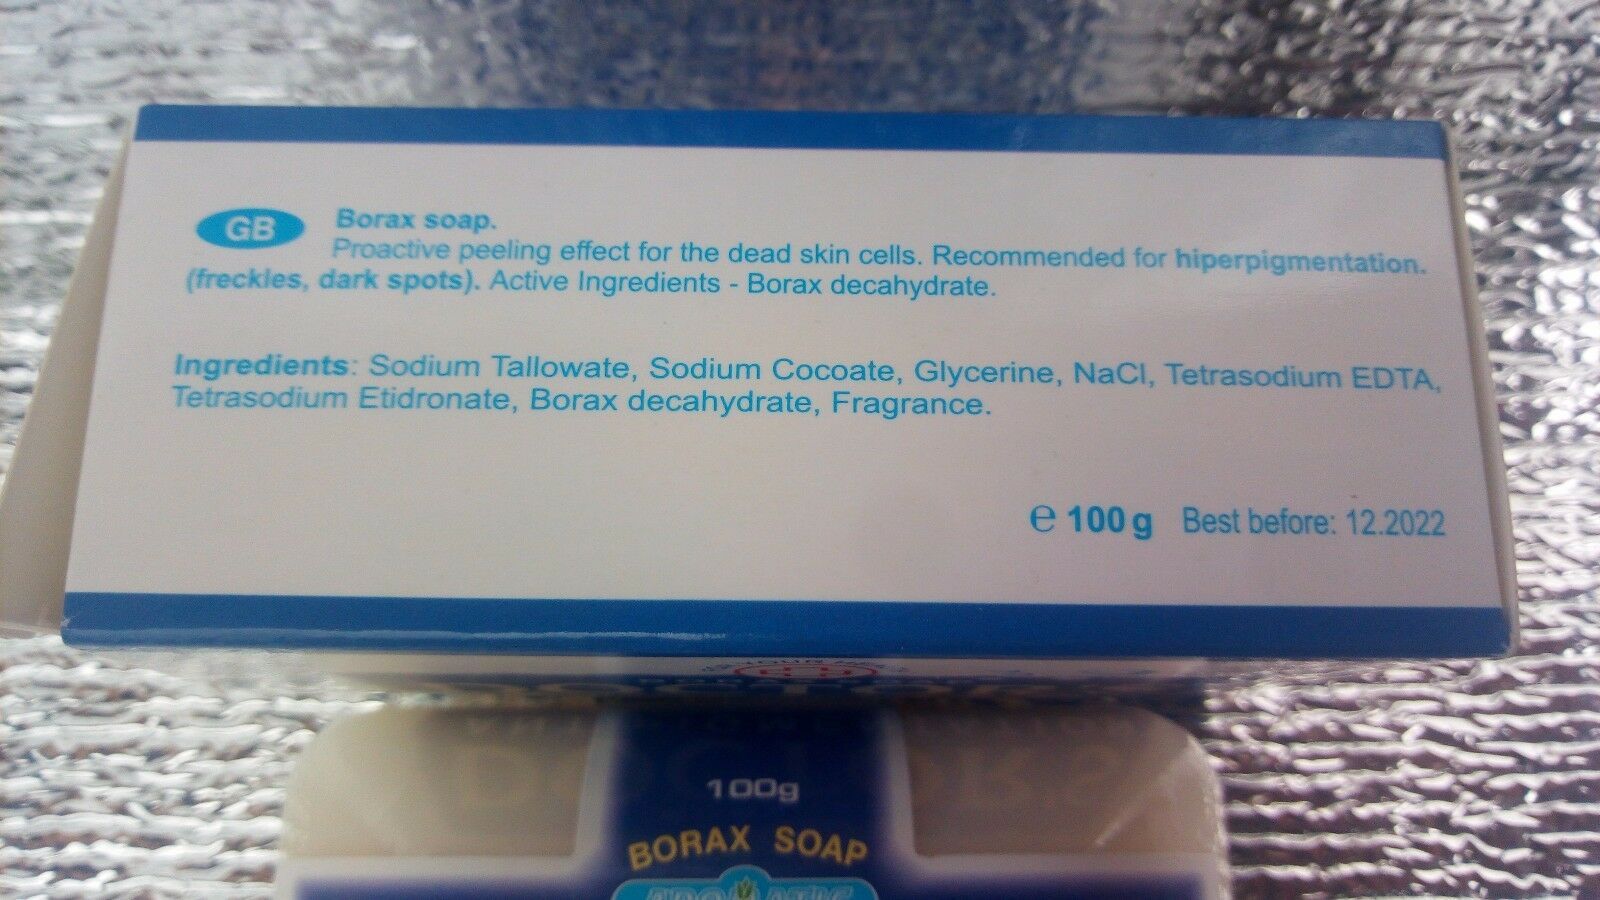 GB Borax soap.
Proactive peeling effect for the dead skin cells. Recommended for hiperpigmentation.
(freckles, dark spots). Active Ingredients - Borax decahydrate.
Ingredients: Sodium Tallowate, Sodium Cocoate, Glycerine, NaCl, Tetrasodium EDTA,
Tetrasodium Etidronate, Borax decahydrate, Fragrance.
℮ 100 g Best before: 12.2022
100g
BORAX SOAP